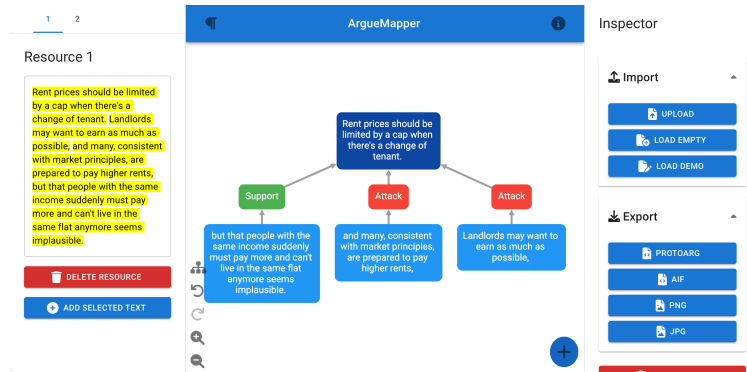 1
2
Resource 1
Rent prices should be limited
by a cap when there's a
change of tenant. Landlords
may want to earn as much as
possible, and many, consistent
with market principles, are
prepared to pay higher rents,
but that people with the same
income suddenly must pay
more and can't live in the
same flat anymore seems
implausible.
DELETE RESOURCE
ADD SELECTED TEXT
ArgueMapper
Rent prices should be
limited by a cap when
there's a change of
tenant.
Support
Attack
Attack
but that people with the
same income suddenly
must pay more and can't
live in the same flat
anymore seems
implausible.
and many, consistent
with market principles,
are prepared to pay
higher rents,
Landlords may want to
earn as much as
possible,
Inspector
Import
UPLOAD
LOAD EMPTY
LOAD DEMO
Export
PROTOARG
AIF
PNG
JPG